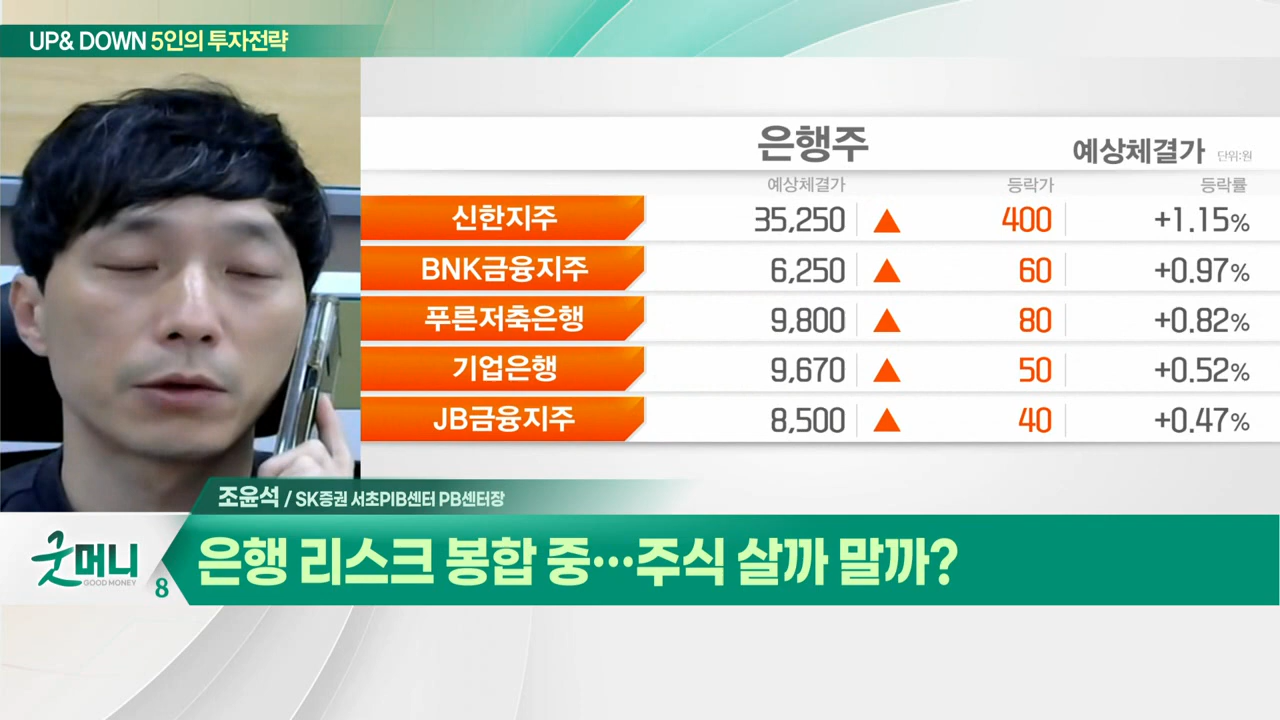 UP& DOWN 5인의 투자전략
은행주
예상체결가 단위:원
예상체결가 등락가 등락률
신한지주 35,250 ▲ 400 +1.15%
BNK금융지주 6,250 ▲ 60 +0.97%
푸른저축은행 9,800 ▲ 80 +0.82%
기업은행 9,670 ▲ 50 +0.52%
JB금융지주 8,500 ▲ 40 +0.47%
조윤석 / SK증권 서초PIB센터 PB센터장
굿머니
GOOD MONEY
8
은행 리스크 봉합 중…주식 살까 말까?